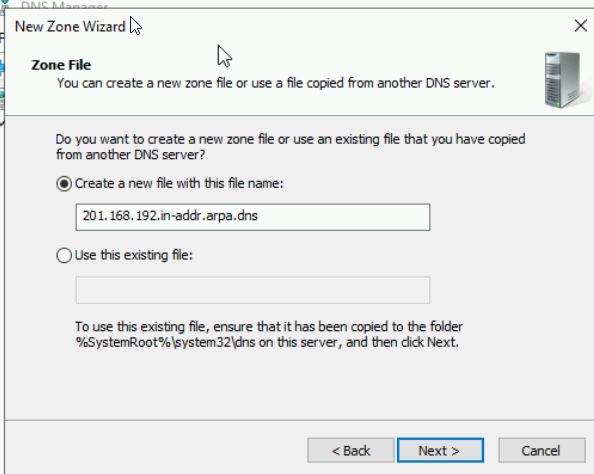 DNS Manager
New Zone Wizard
Zone File
You can create a new zone file or use a file copied from another DNS server.
Do you want to create a new zone file or use an existing file that you have copied
from another DNS server?
Create a new file with this file name:
201.168.192.in-addr.arpa.dns
Use this existing file:
To use this existing file, ensure that it has been copied to the folder
%SystemRoot%\system32\dns on this server, and then click Next.
< Back
Next >
Cancel